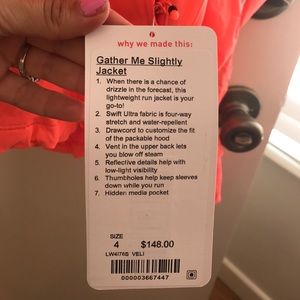 why we made this:
Gather Me Slightly
Jacket
1. When there is a chance of
drizzle in the forecast, this
lightweight run jacket is your
go-to!
2. Swift Ultra fabric is four-way
stretch and water-repellent
3. Drawcord to customize the fit
of the packable hood
4. Vent in the upper back lets
you blow off steam
5. Reflective details help with
low-light visibility
6. Thumbholes help keep sleeves
down while you run
7. Hidden media pocket
SIZE
4 $148.00
LW4I76S VELI
000003667447